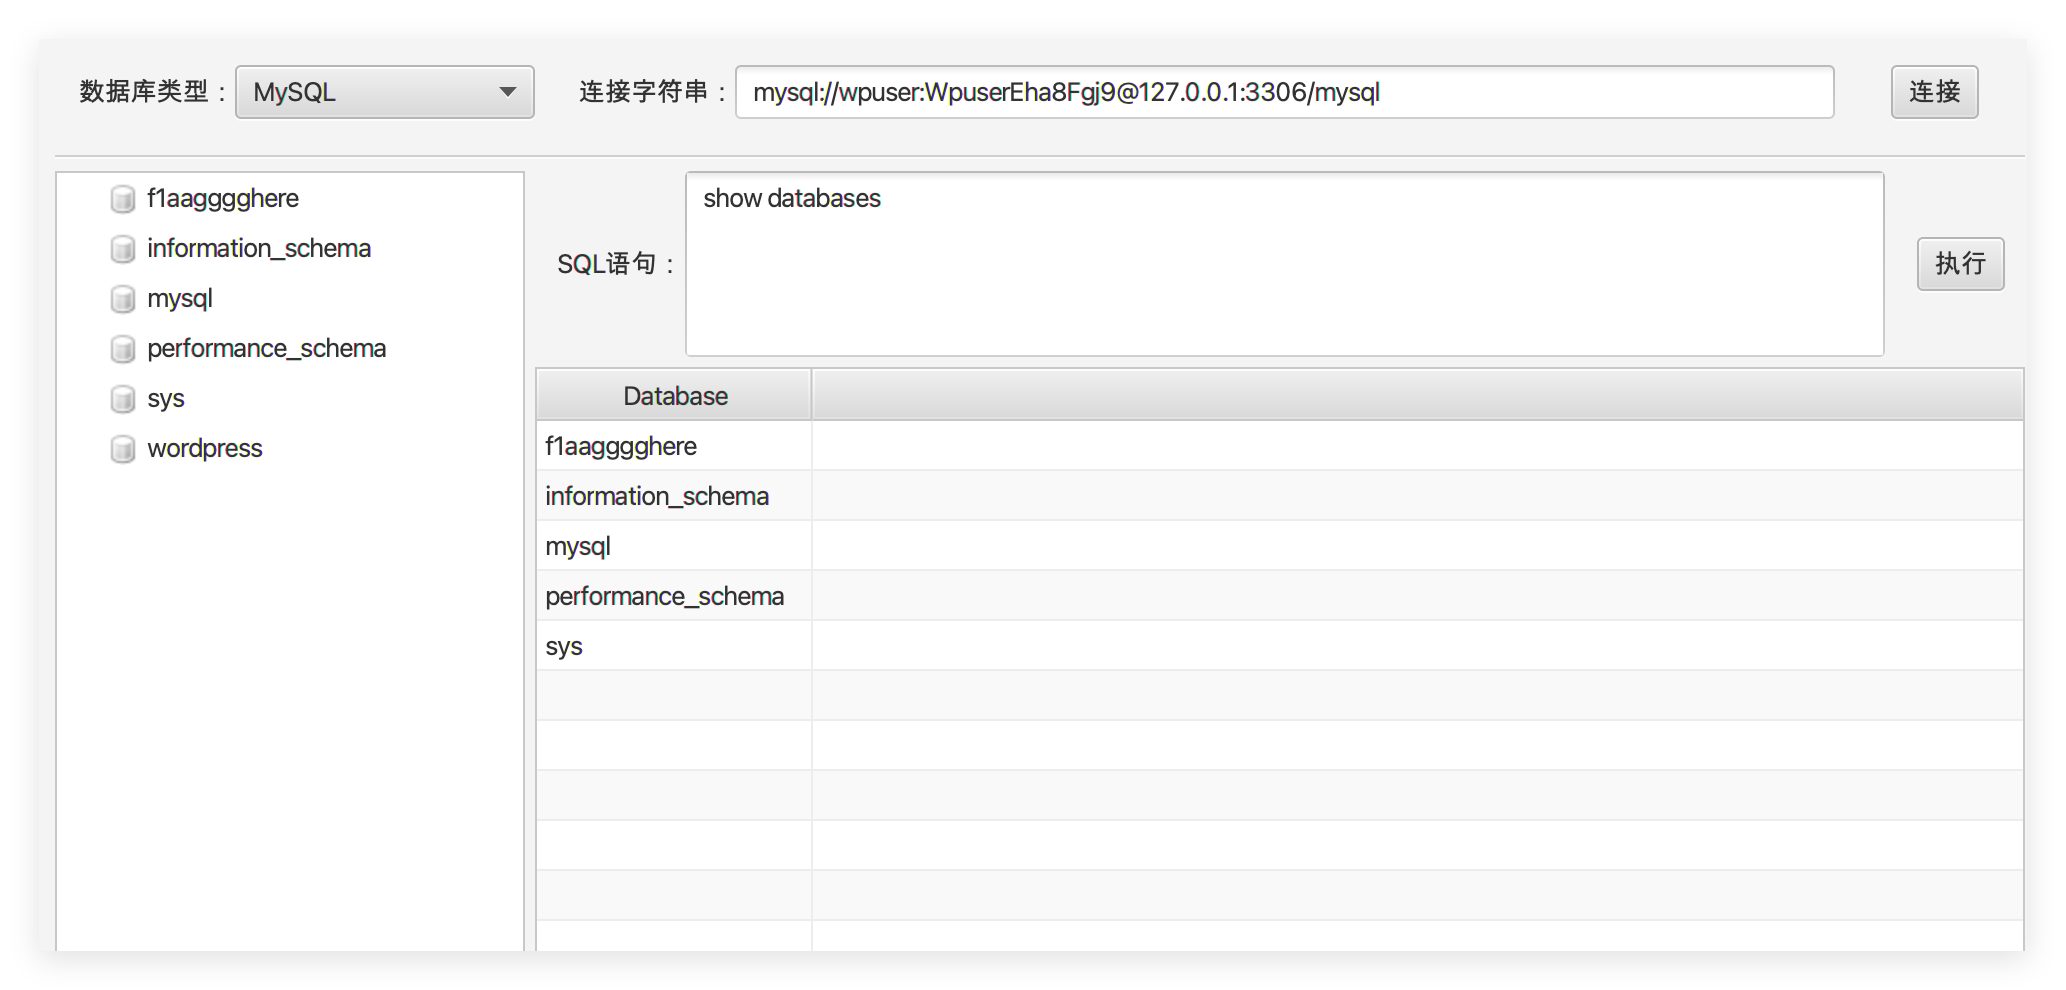 数据库类型： MySQL 连接字符串： mysql://wpuser:WpuserEha8Fgj9@127.0.0.1:3306/mysql 连接
f1aagggghere
information_schema
mysql
performance_schema
sys
wordpress
SQL语句： show databases 执行
Database
f1aagggghere
information_schema
mysql
performance_schema
sys